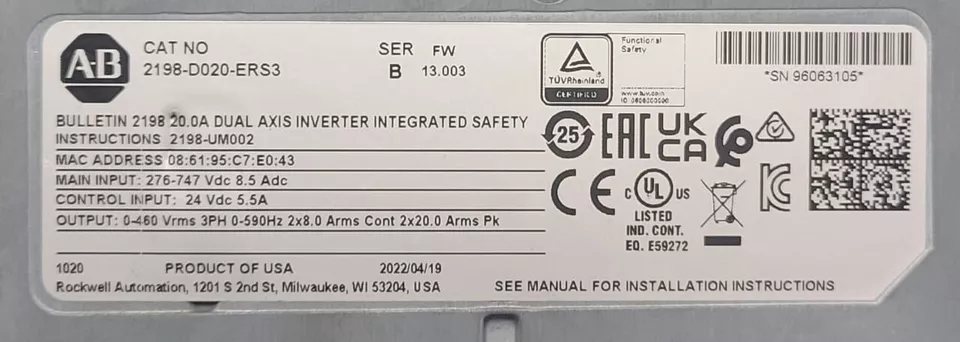 A-B
CAT NO
2198-D020-ERS3
SER FW
B 13.003
TÜVRheinland
CERTIFIED
Functional
Safety
www.tuv.com
ID 0600000000
*SN 96063105*
BULLETIN 2198 20.0A DUAL AXIS INVERTER INTEGRATED SAFETY
INSTRUCTIONS 2198-UM002
MAC ADDRESS 08:61:95:C7:E0:43
MAIN INPUT: 276-747 Vdc 8.5 Adc
CONTROL INPUT: 24 Vdc 5.5A
OUTPUT: 0-460 Vrms 3PH 0-590Hz 2x8.0 Arms Cont 2x20.0 Arms Pk
25 EAC UK
CA
CE
C UL US
LISTED
IND. CONT.
EQ. E59272
1020 PRODUCT OF USA 2022/04/19
Rockwell Automation, 1201 S 2nd St, Milwaukee, WI 53204, USA
SEE MANUAL FOR INSTALLATION INSTRUCTIONS